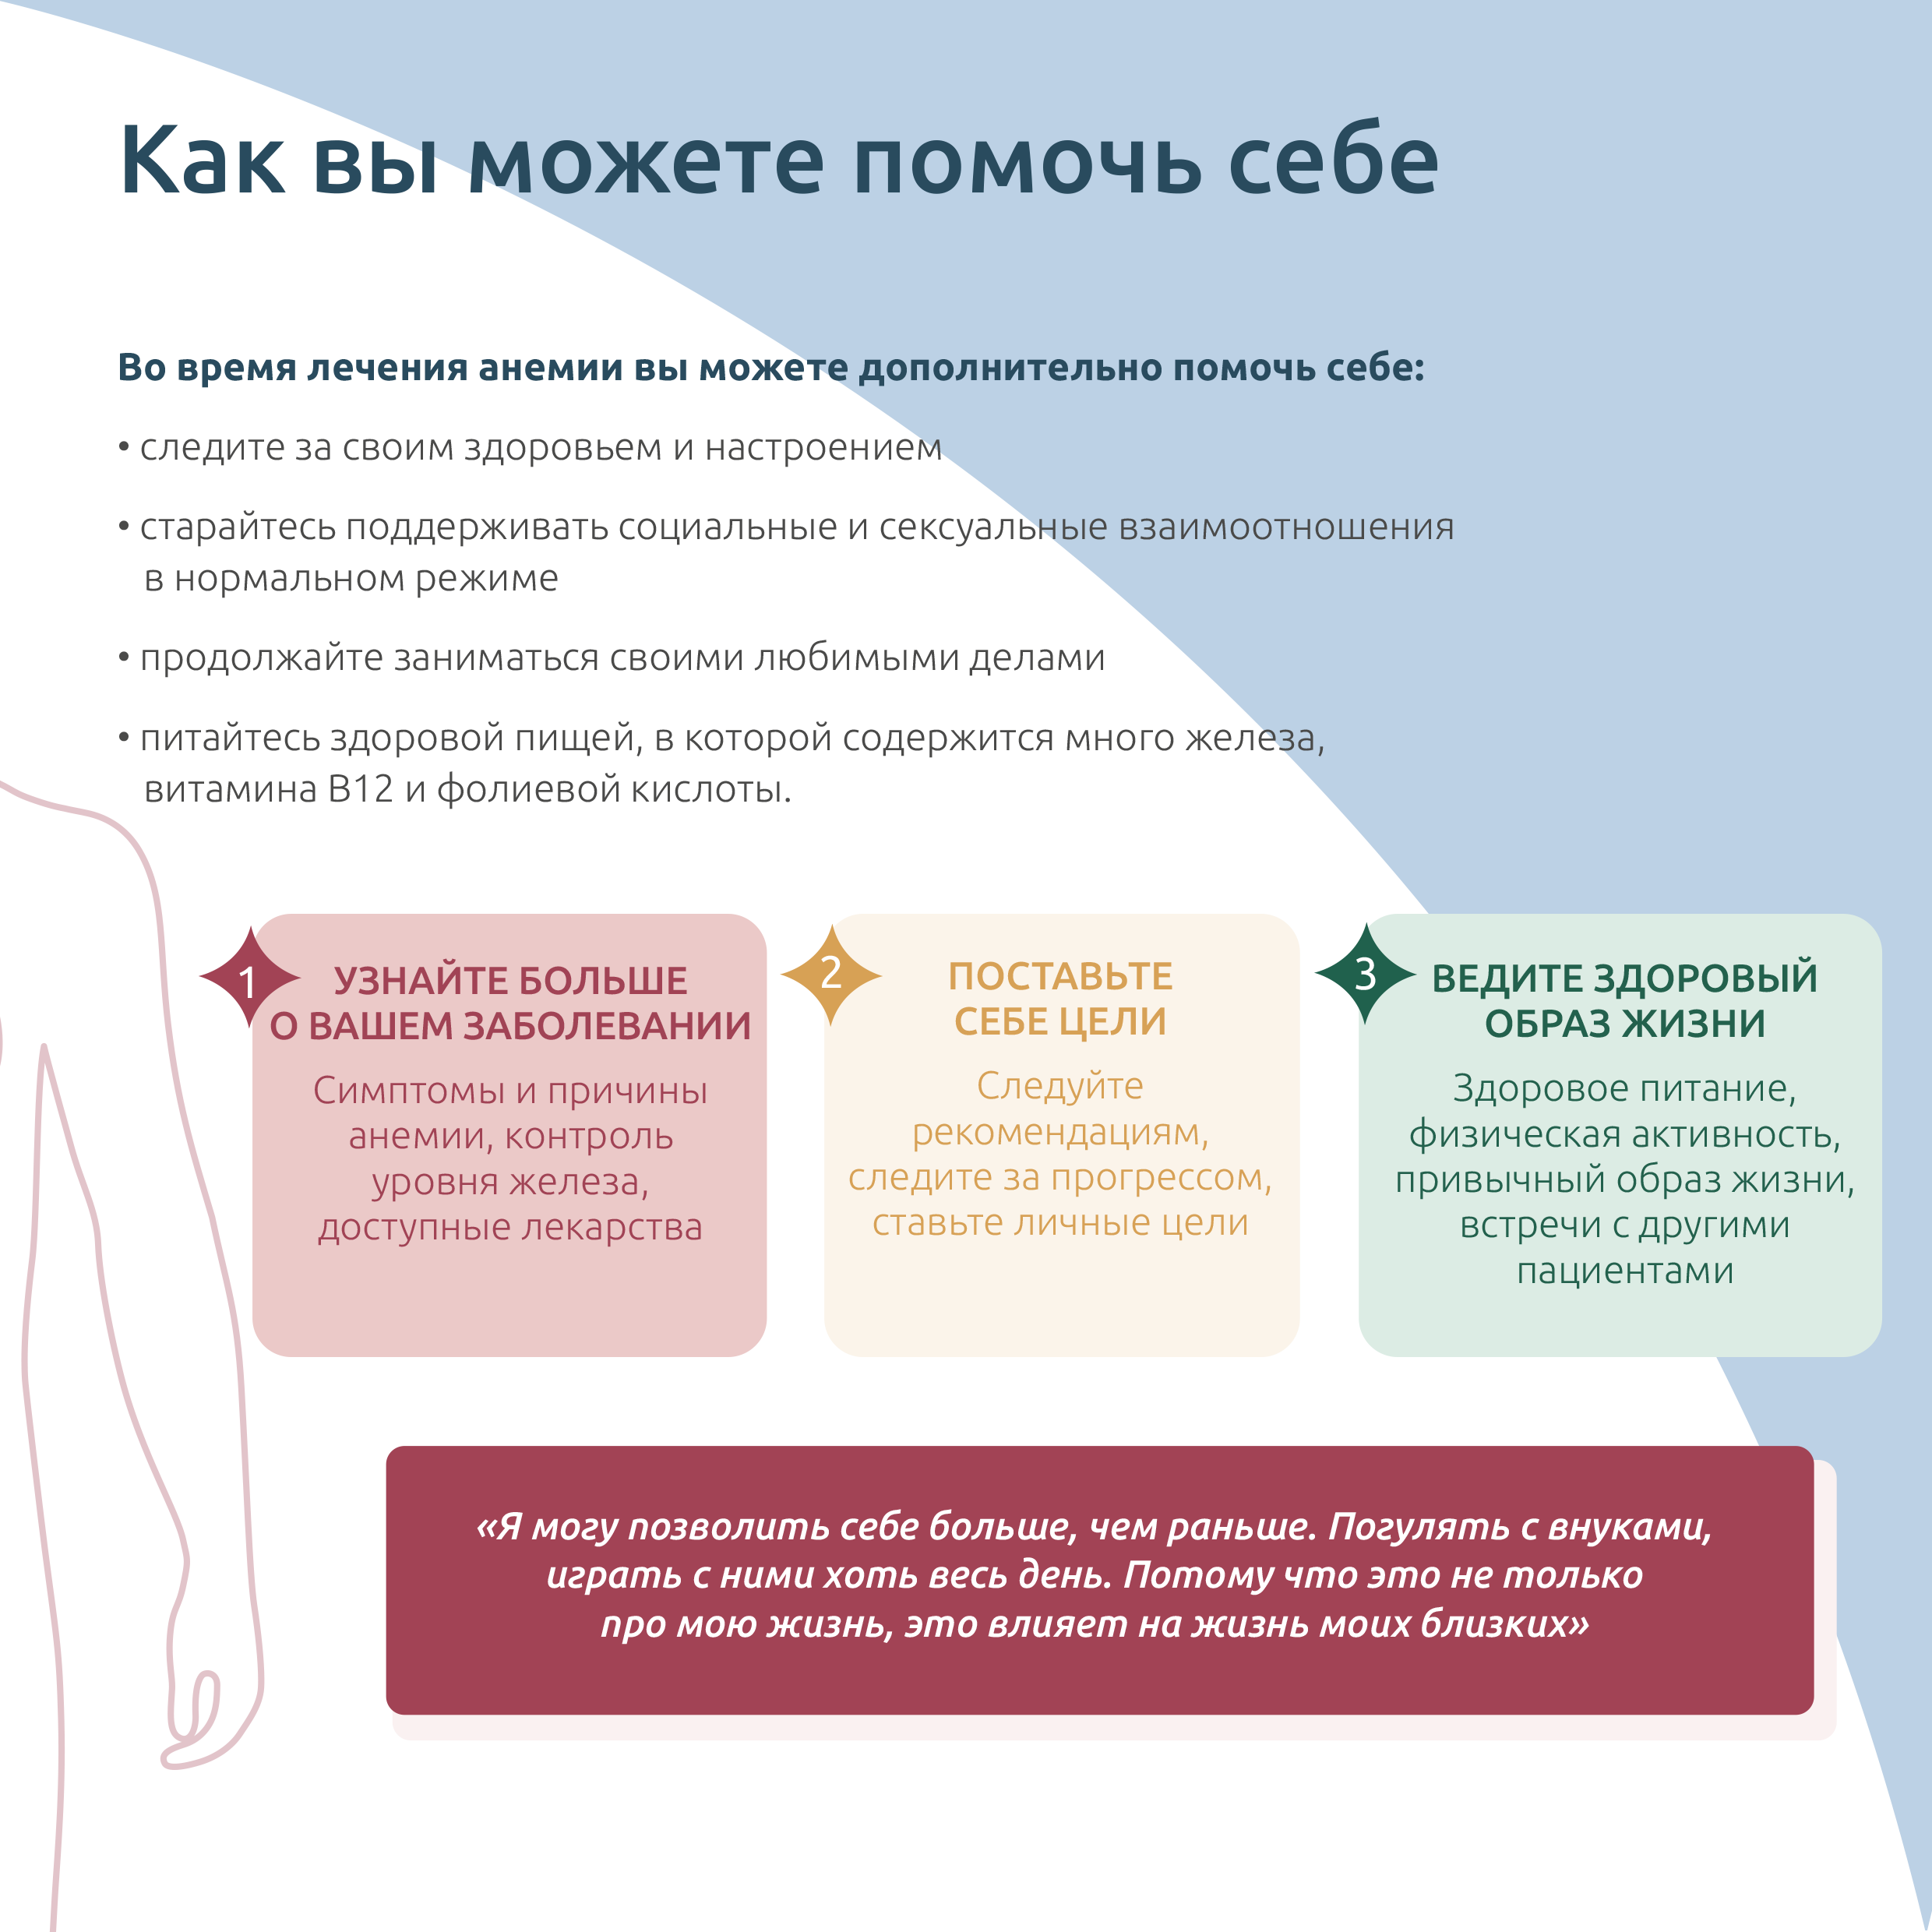 Как вы можете помочь себе
Во время лечения анемии вы можете дополнительно помочь себе:
• следите за своим здоровьем и настроением
• старайтесь поддерживать социальные и сексуальные взаимоотношения
в нормальном режиме
• продолжайте заниматься своими любимыми делами
• питайтесь здоровой пищей, в которой содержится много железа,
витамина В12 и фолиевой кислоты.
1
УЗНАЙТЕ БОЛЬШЕ
О ВАШЕМ ЗАБОЛЕВАНИИ
Симптомы и причины
анемии, контроль
уровня железа,
доступные лекарства
2
ПОСТАВЬТЕ
СЕБЕ ЦЕЛИ
Следуйте
рекомендациям,
следите за прогрессом,
ставьте личные цели
3
ВЕДИТЕ ЗДОРОВЫЙ
ОБРАЗ ЖИЗНИ
Здоровое питание,
физическая активность,
привычный образ жизни,
встречи с другими
пациентами
«Я могу позволить себе больше, чем раньше. Погулять с внуками,
играть с ними хоть весь день. Потому что это не только
про мою жизнь, это влияет на жизнь моих близких»